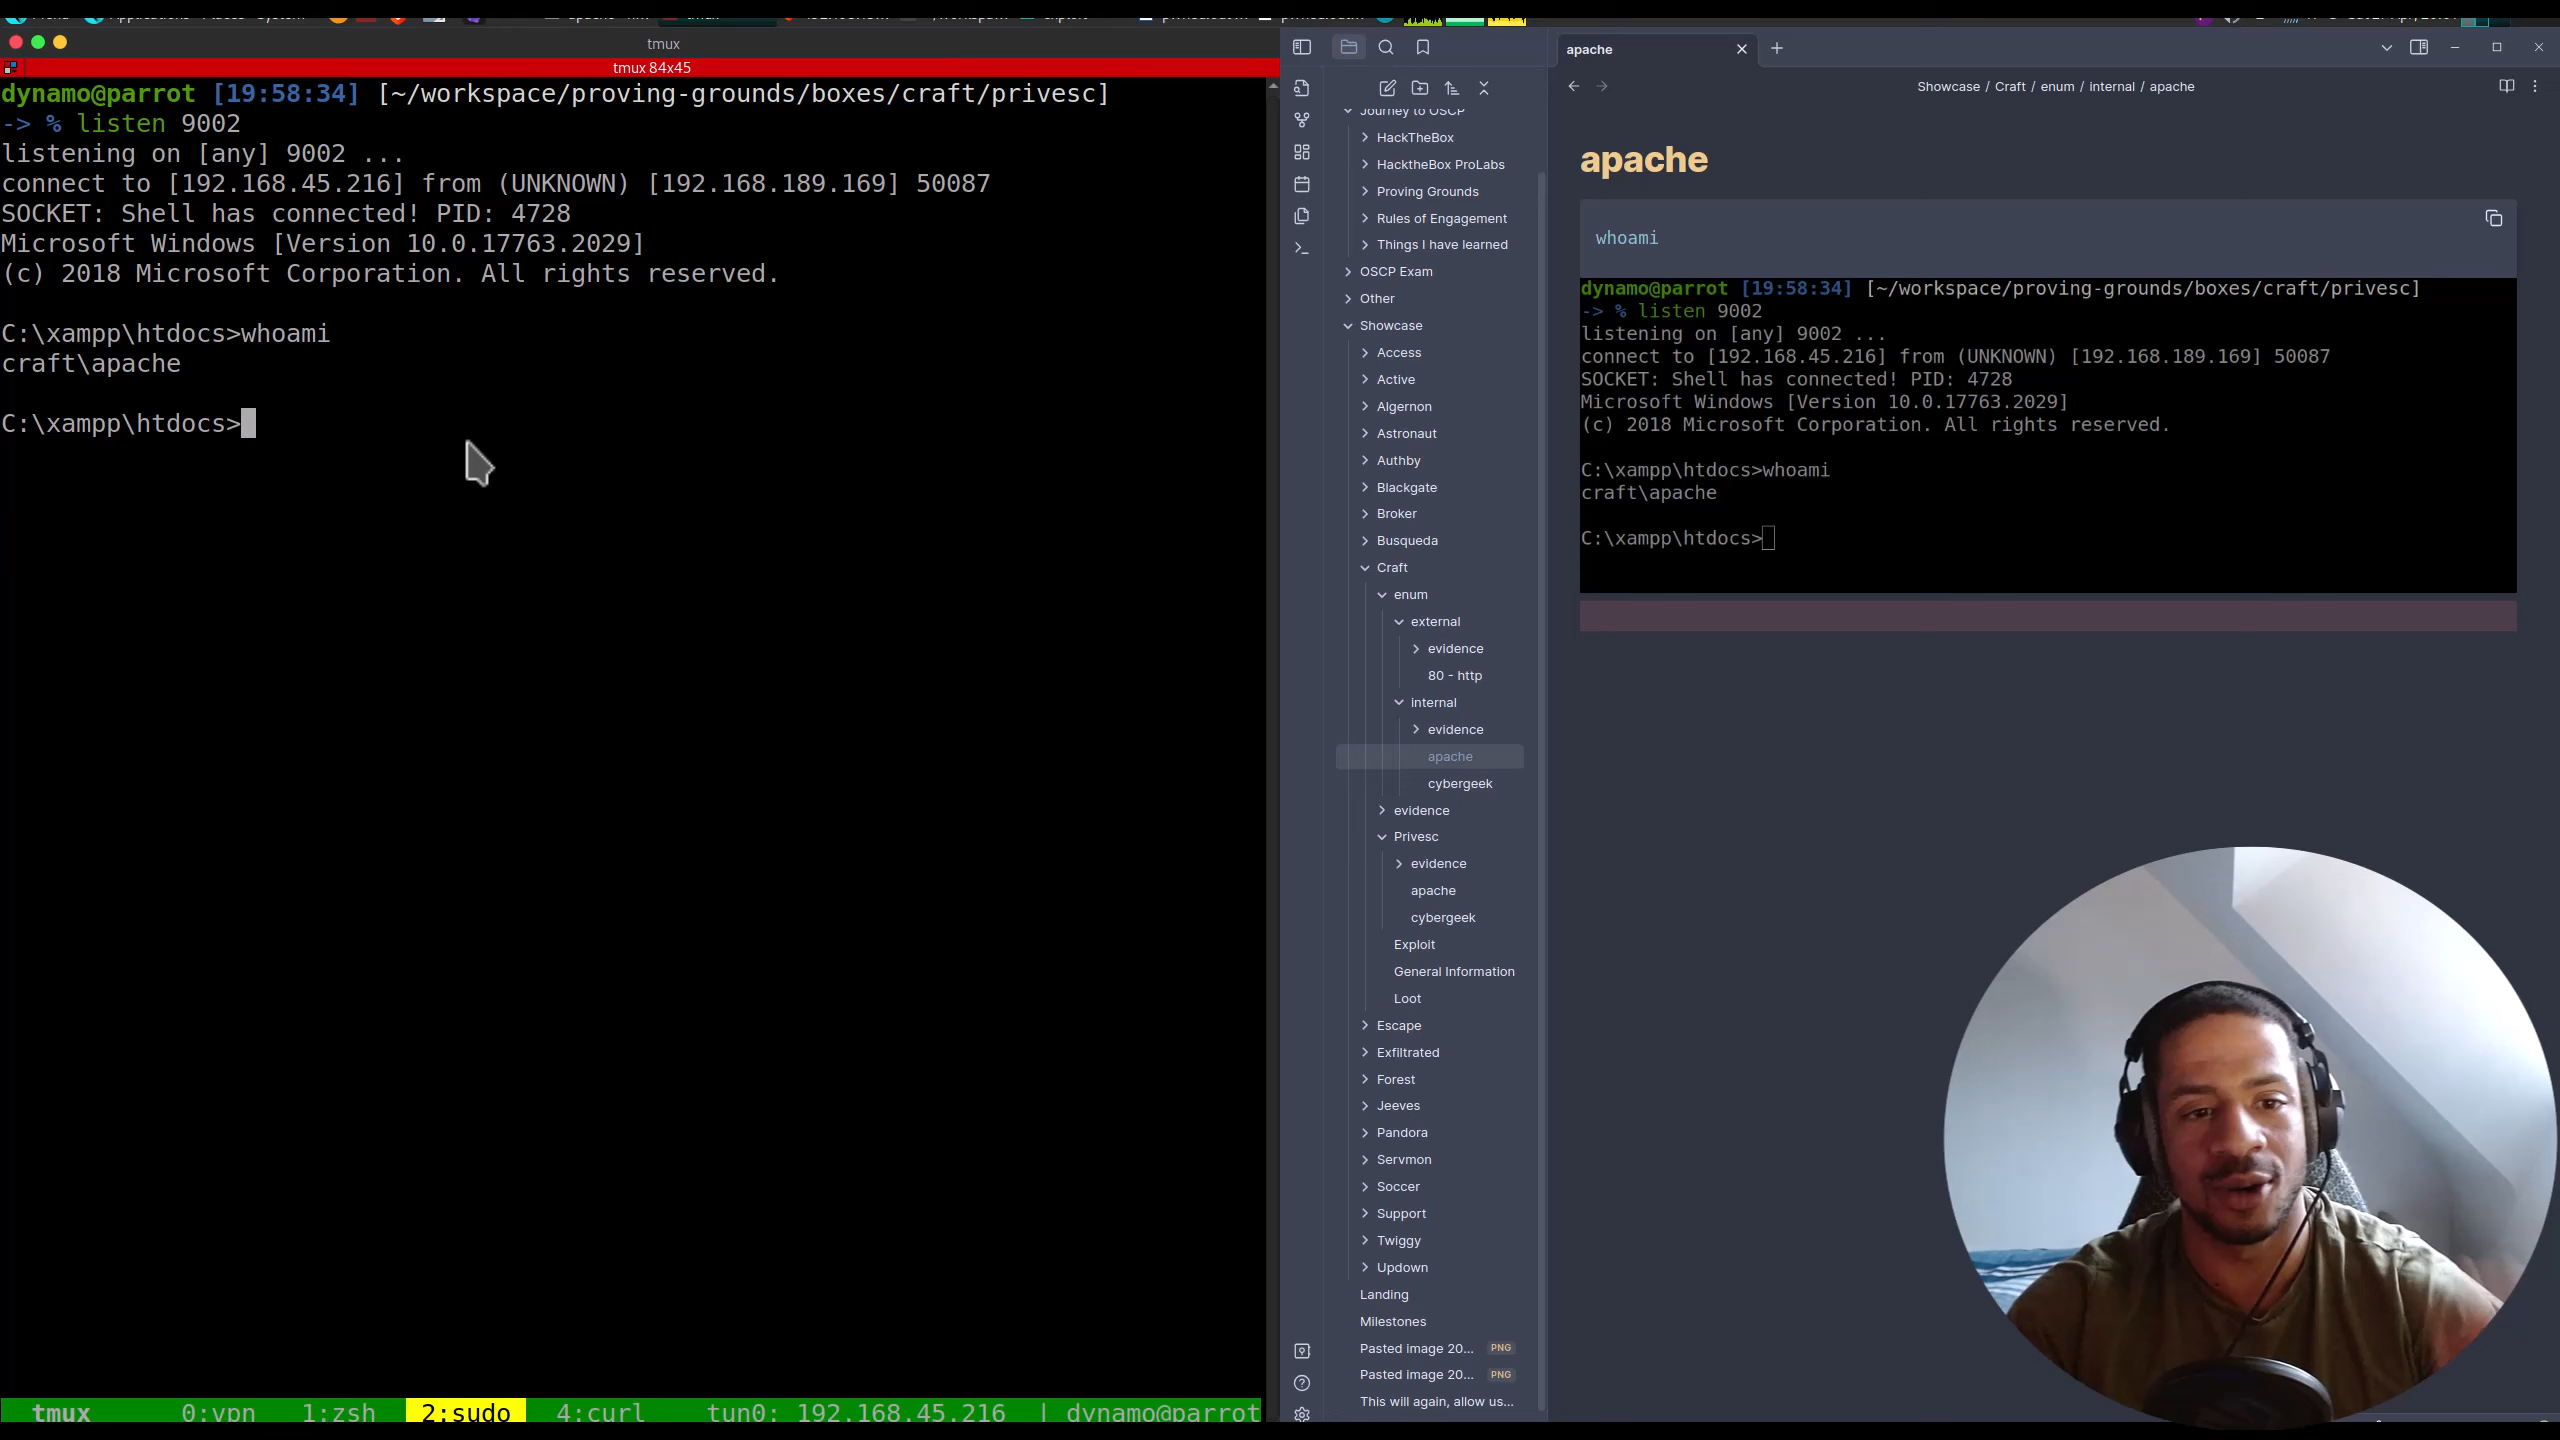 tmux
tmux 84x45
dynamo@parrot [19:58:34] [~/workspace/proving-grounds/boxes/craft/privesc]
-> % listen 9002
listening on [any] 9002 ...
connect to [192.168.45.216] from (UNKNOWN) [192.168.189.169] 50087
SOCKET: Shell has connected! PID: 4728
Microsoft Windows [Version 10.0.17763.2029]
(c) 2018 Microsoft Corporation. All rights reserved.
C:\xampp\htdocs>whoami
craft\apache
C:\xampp\htdocs>
tmux 0:vpn 1:zsh 2:sudo 4:curl tun0: 192.168.45.216 | dynamo@parrot
Journey to OSCP
HackTheBox
HacktheBox ProLabs
Proving Grounds
Rules of Engagement
Things I have learned
OSCP Exam
Other
Showcase
Access
Active
Algernon
Astronaut
Authby
Blackgate
Broker
Busqueda
Craft
enum
external
evidence
80 - http
internal
evidence
apache
cybergeek
evidence
Privesc
evidence
apache
cybergeek
Exploit
General Information
Loot
Escape
Exfiltrated
Forest
Jeeves
Pandora
Servmon
Soccer
Support
Twiggy
Updown
Landing
Milestones
Pasted image 20... PNG
Pasted image 20... PNG
This will again, allow us...
apache
Showcase / Craft / enum / internal / apache
apache
whoami
dynamo@parrot [19:58:34] [~/workspace/proving-grounds/boxes/craft/privesc]
-> % listen 9002
listening on [any] 9002 ...
connect to [192.168.45.216] from (UNKNOWN) [192.168.189.169] 50087
SOCKET: Shell has connected! PID: 4728
Microsoft Windows [Version 10.0.17763.2029]
(c) 2018 Microsoft Corporation. All rights reserved.
C:\xampp\htdocs>whoami
craft\apache
C:\xampp\htdocs>